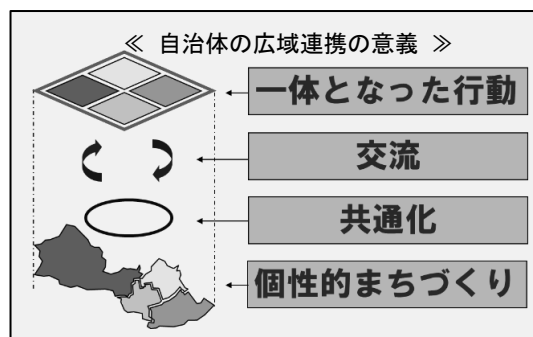 ≪ 自治体の広域連携の意義 ≫
一体となった行動
交流
共通化
個性的まちづくり